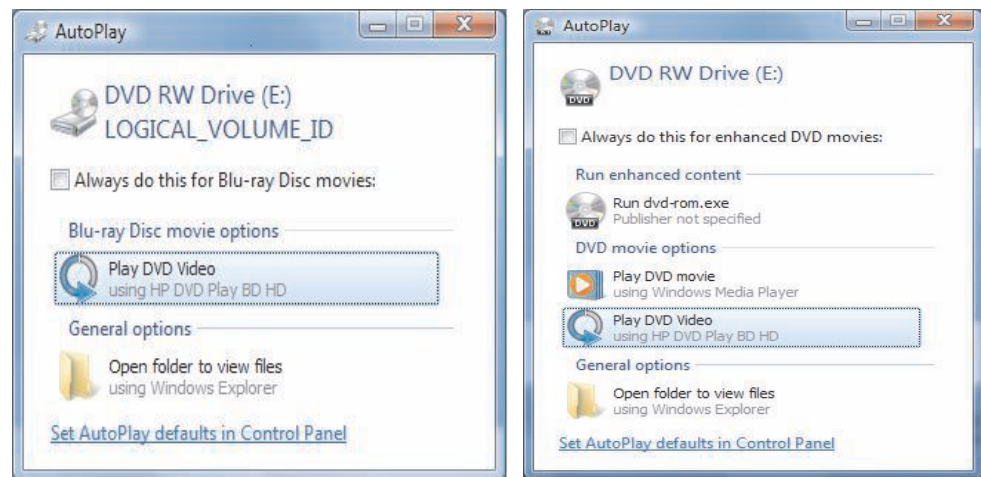 AutoPlay
DVD RW Drive (E:)
LOGICAL_VOLUME_ID
Always do this for Blu-ray Disc movies:
Blu-ray Disc movie options
Play DVD Video
using HP DVD Play BD HD
General options
Open folder to view files
using Windows Explorer
Set AutoPlay defaults in Control Panel
AutoPlay
DVD RW Drive (E:)
DVD
Always do this for enhanced DVD movies:
Run enhanced content
Run dvd-rom.exe
Publisher not specified
DVD
DVD movie options
Play DVD movie
using Windows Media Player
Play DVD Video
using HP DVD Play BD HD
General options
Open folder to view files
using Windows Explorer
Set AutoPlay defaults in Control Panel